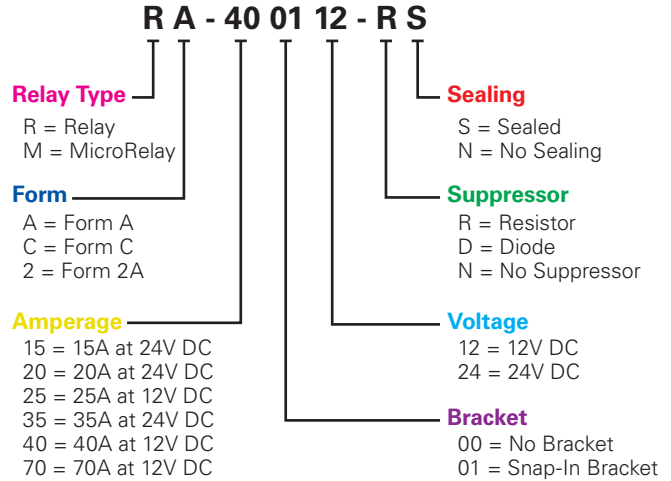 R A - 40 01 12 - R S
Relay Type
R = Relay
M = MicroRelay
Form
A = Form A
C = Form C
2 = Form 2A
Amperage
15 = 15A at 24V DC
20 = 20A at 24V DC
25 = 25A at 12V DC
35 = 35A at 24V DC
40 = 40A at 12V DC
70 = 70A at 12V DC
Sealing
S = Sealed
N = No Sealing
Suppressor
R = Resistor
D = Diode
N = No Suppressor
Voltage
12 = 12V DC
24 = 24V DC
Bracket
00 = No Bracket
01 = Snap-In Bracket